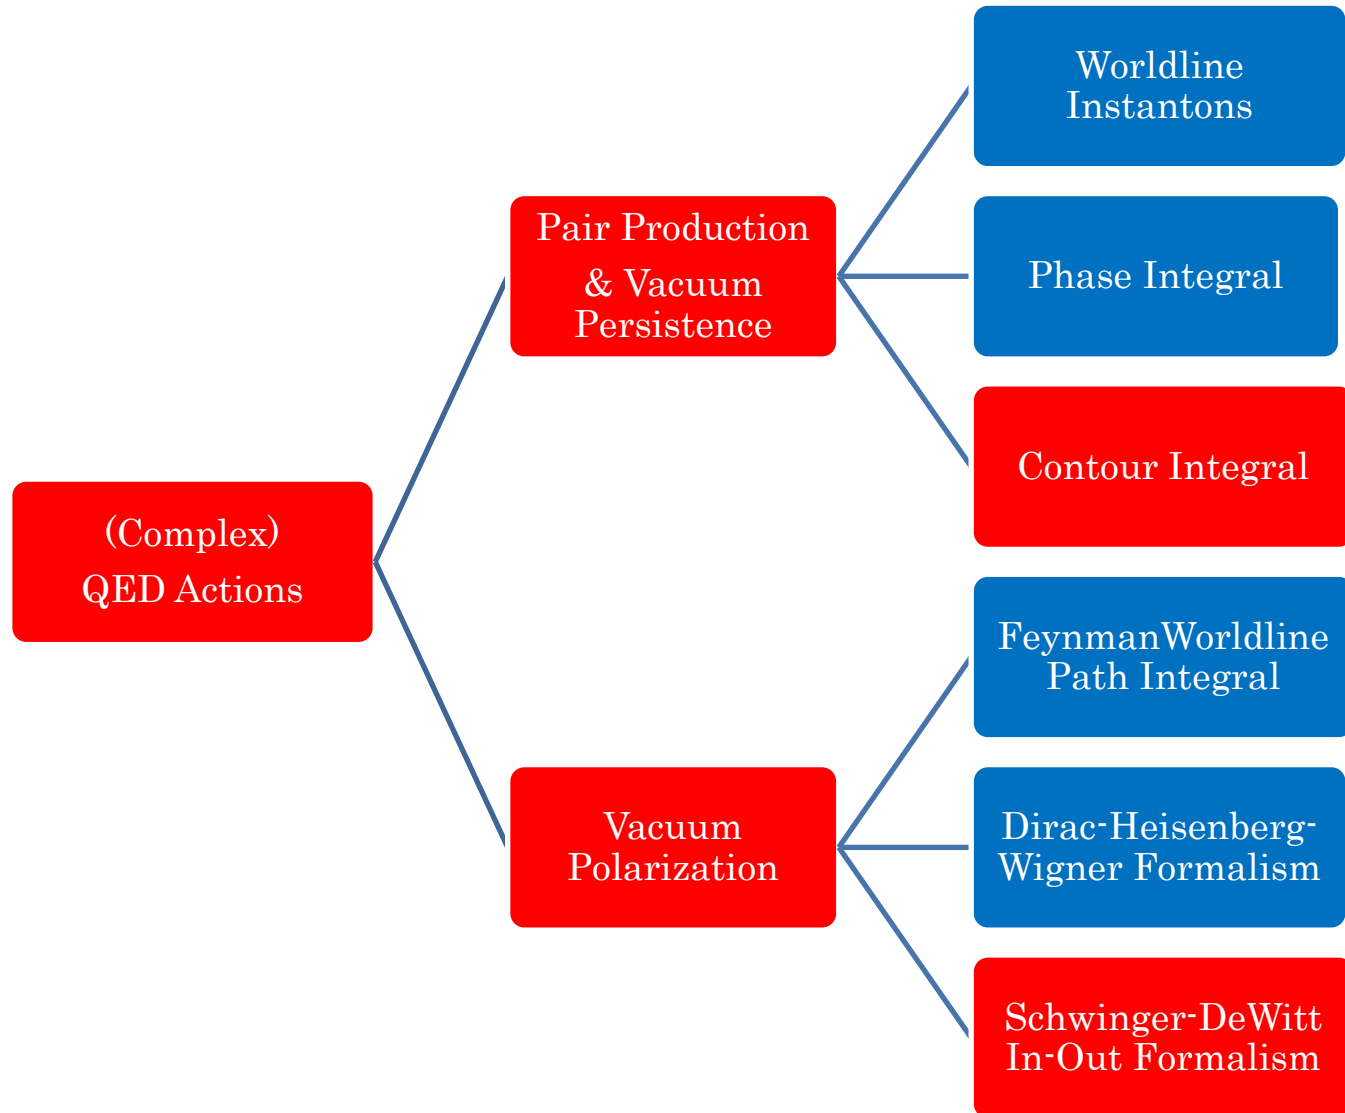 Worldline
Instantons
Pair Production
& Vacuum
Persistence
Phase Integral
Contour Integral
(Complex)
QED Actions
FeynmanWorldline
Path Integral
Vacuum
Polarization
Dirac-Heisenberg-
Wigner Formalism
Schwinger-DeWitt
In-Out Formalism